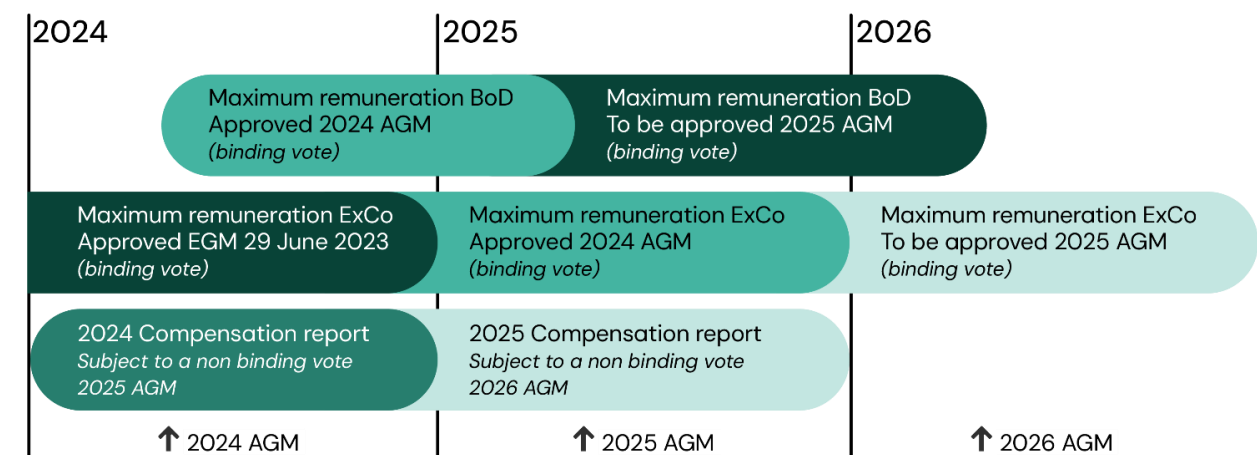 2024
2025
2026
Maximum remuneration BoD
Approved 2024 AGM
(binding vote)
Maximum remuneration BoD
To be approved 2025 AGM
(binding vote)
Maximum remuneration ExCo
Approved EGM 29 June 2023
(binding vote)
Maximum remuneration ExCo
Approved 2024 AGM
(binding vote)
Maximum remuneration ExCo
To be approved 2025 AGM
(binding vote)
2024 Compensation report
Subject to a non binding vote
2025 AGM
2025 Compensation report
Subject to a non binding vote
2026 AGM
↑ 2024 AGM
↑ 2025 AGM
↑ 2026 AGM